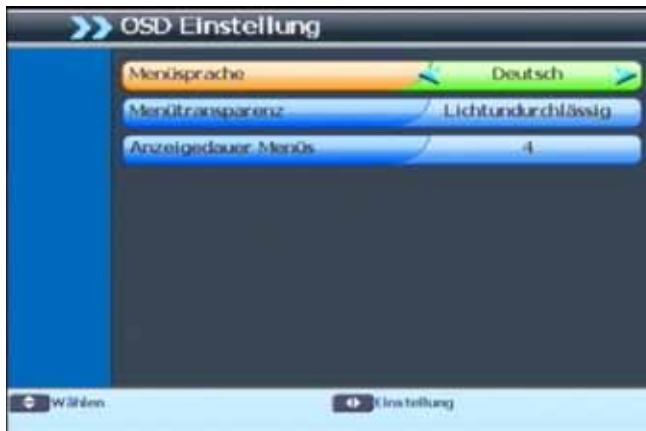 OSD Einstellung
Menüsprache Deutsch
Menütransparenz Lichtundurchlässig
Anzeigedauer Menüs 4
Wählen Einstellung